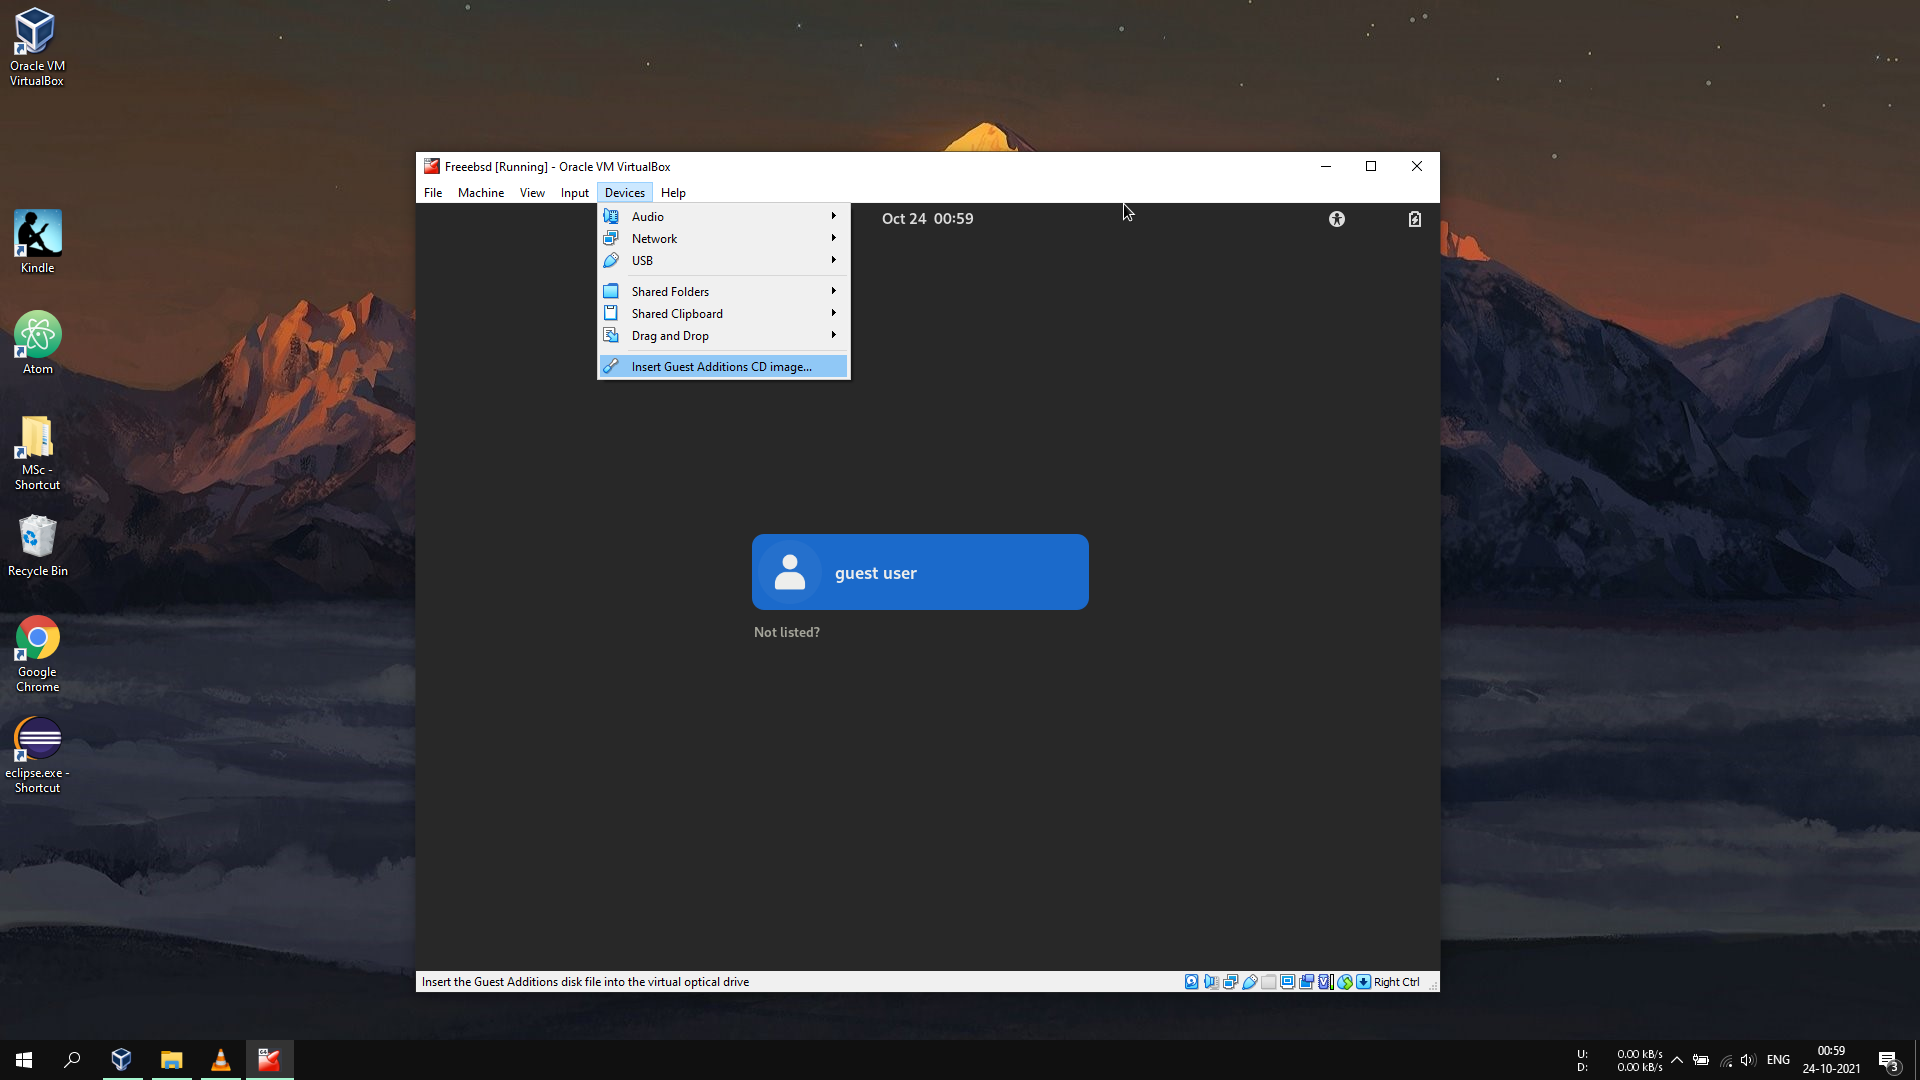 Oracle VM
VirtualBox
Kindle
Atom
MSc -
Shortcut
Recycle Bin
Google
Chrome
eclipse.exe -
Shortcut
Freeebsd [Running] - Oracle VM VirtualBox
File Machine View Input Devices Help
Audio
Network
USB
Shared Folders
Shared Clipboard
Drag and Drop
Insert Guest Additions CD image...
Oct 24 00:59
guest user
Not listed?
Insert the Guest Additions disk file into the virtual optical drive
Right Ctrl
U: 0.00 kB/s
D: 0.00 kB/s
ENG
00:59
24-10-2021
3